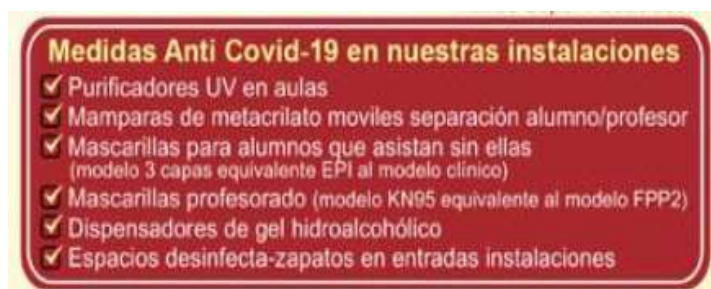 Medidas Anti Covid-19 en nuestras instalaciones
Purificadores UV en aulas
Mamparas de metacrilato moviles separación alumno/profesor
Mascarillas para alumnos que asistan sin ellas
(modelo 3 capas equivalente EPI al modelo clínico)
Mascarillas profesorado (modelo KN95 equivalente al modelo FPP2)
Dispensadores de gel hidroalcohólico
Espacios desinfecta-zapatos en entradas instalaciones